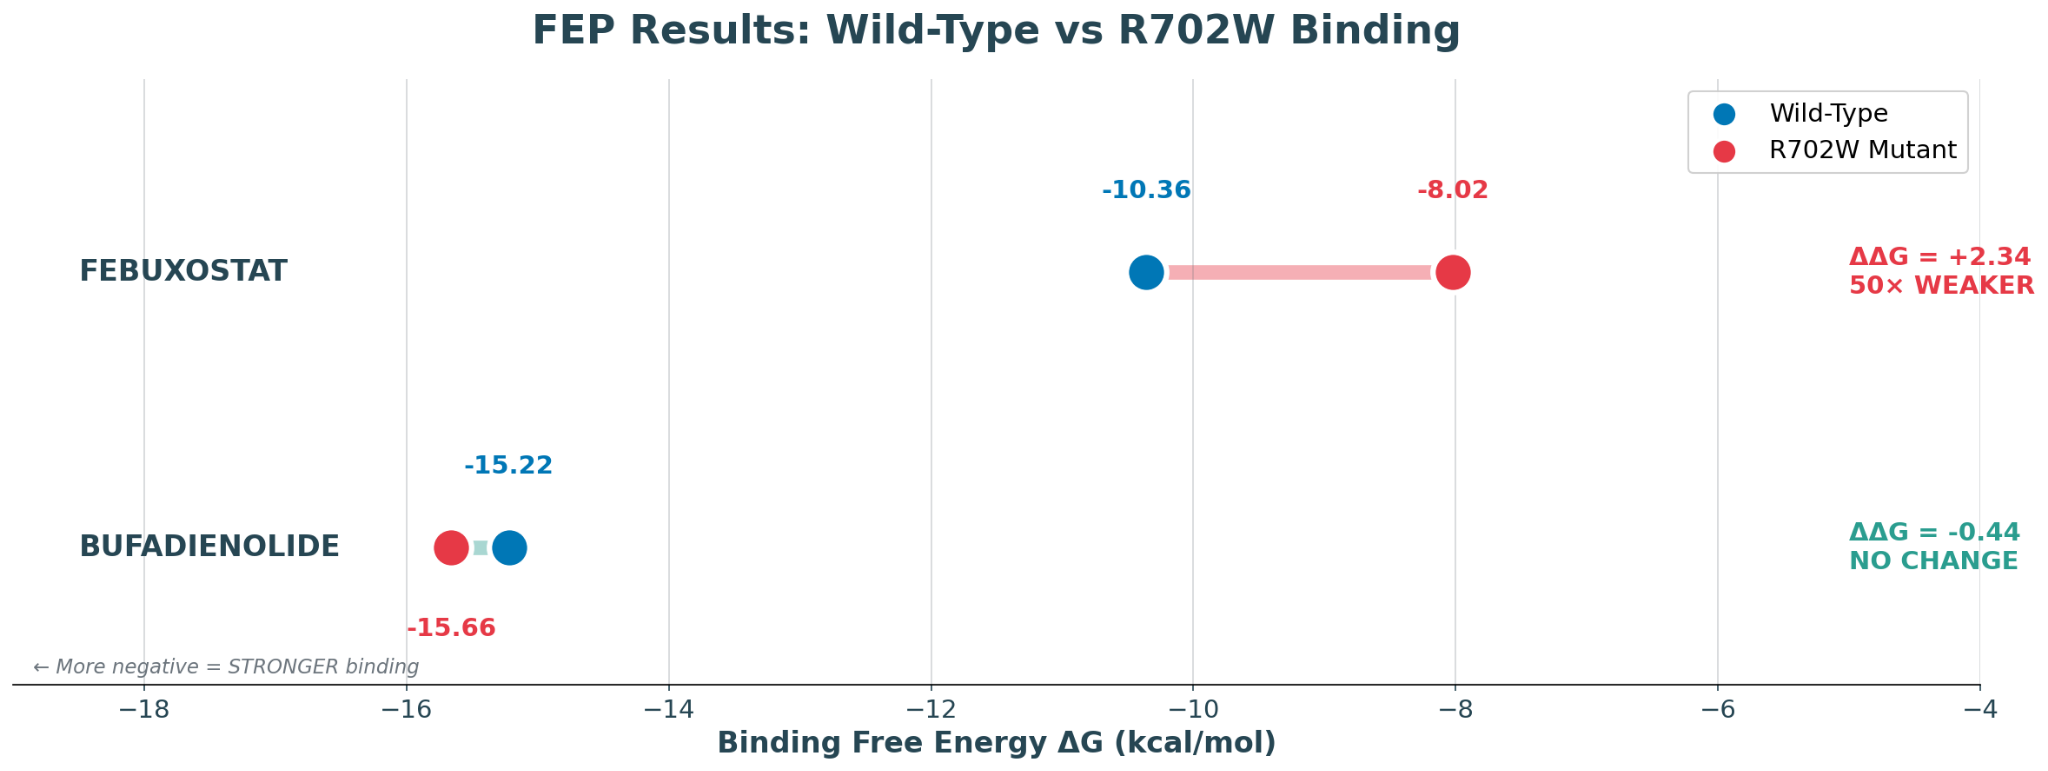 FEP Results: Wild-Type vs R702W Binding
Wild-Type
R702W Mutant
-10.36
-8.02
FEBUXOSTAT
ΔΔG = +2.34
50× WEAKER
-15.22
BUFADIENOLIDE
ΔΔG = -0.44
NO CHANGE
-15.66
← More negative = STRONGER binding
−18 −16 −14 −12 −10 −8 −6 −4
Binding Free Energy ΔG (kcal/mol)